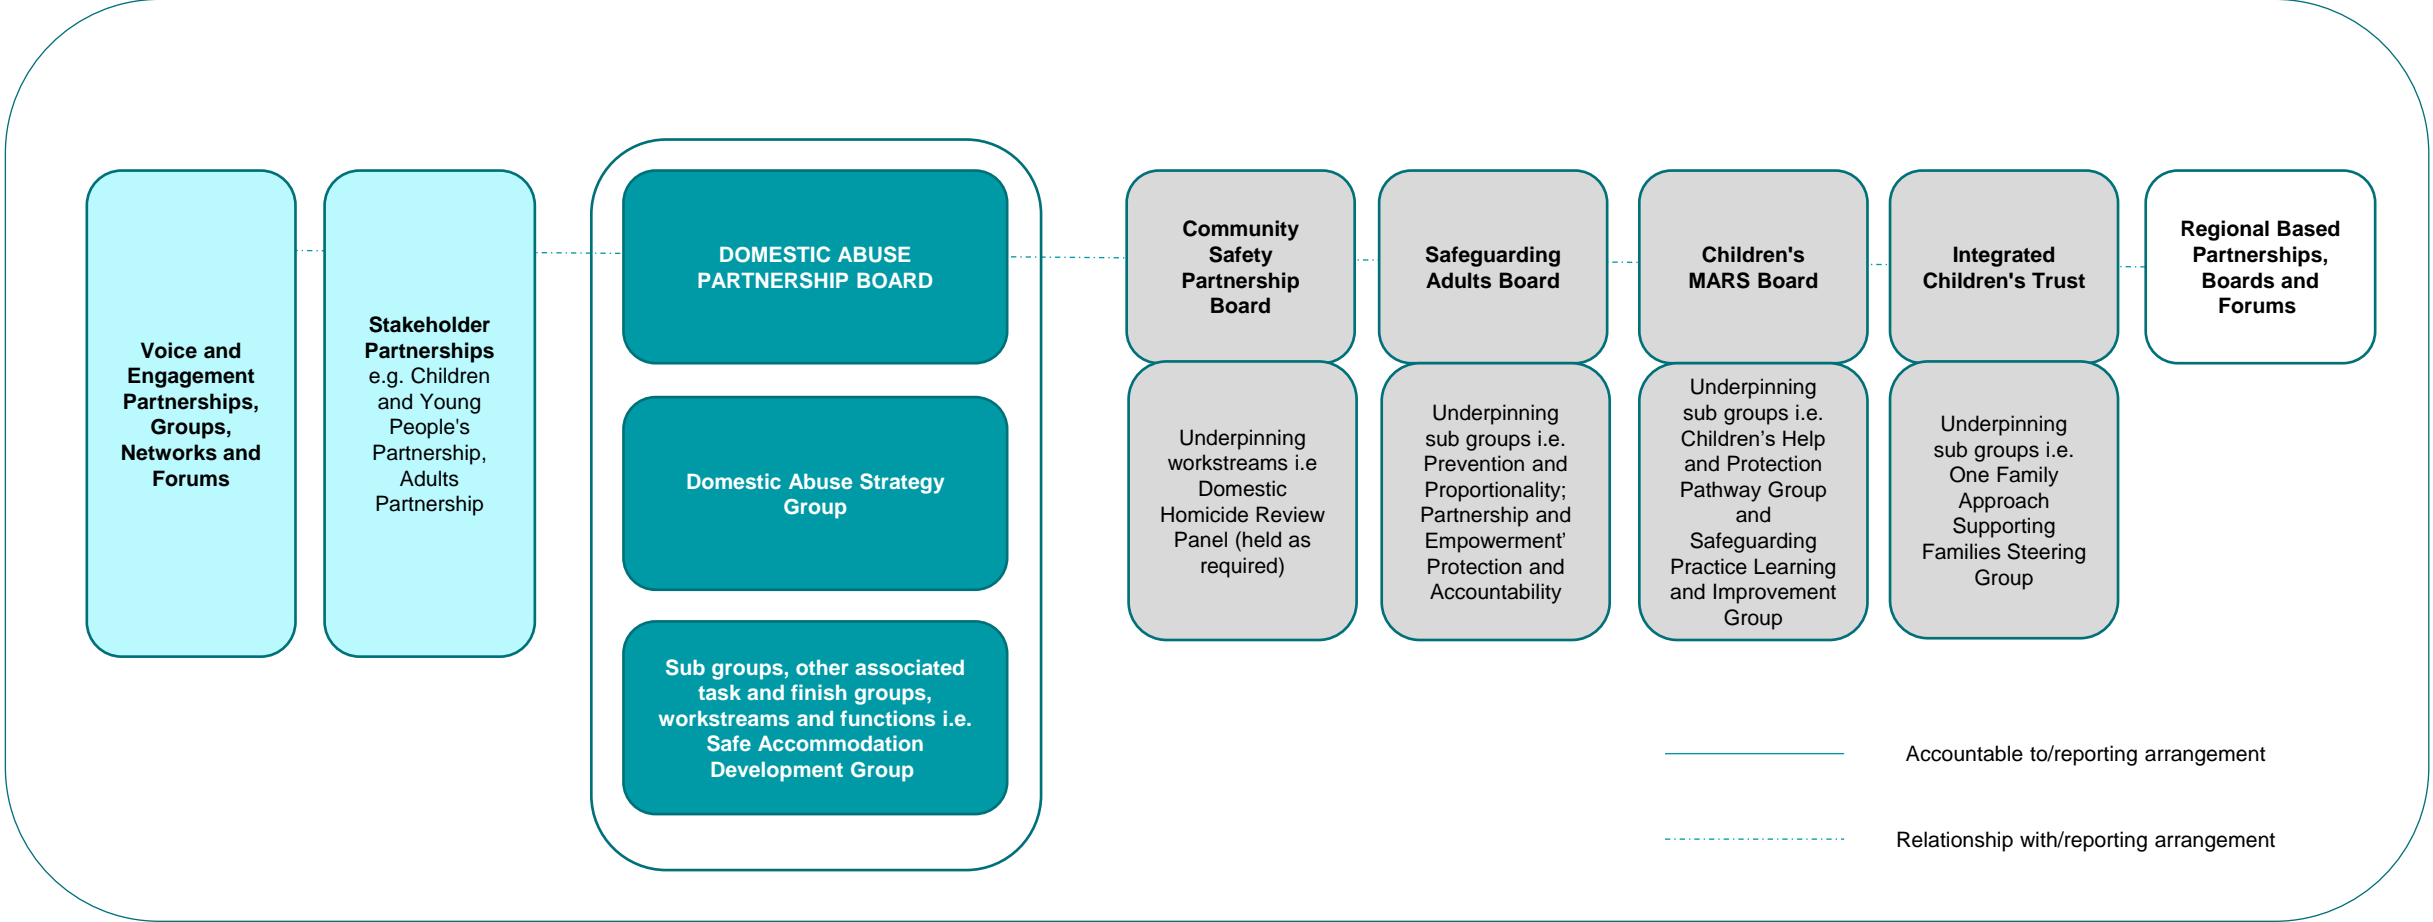 Voice and
Engagement
Partnerships,
Groups,
Networks and
Forums
Stakeholder
Partnerships
e.g. Children
and Young
People's
Partnership,
Adults
Partnership
DOMESTIC ABUSE
PARTNERSHIP BOARD
Domestic Abuse Strategy
Group
Sub groups, other associated
task and finish groups,
workstreams and functions i.e.
Safe Accommodation
Development Group
Community
Safety
Partnership
Board
Underpinning
workstreams i.e
Domestic
Homicide Review
Panel (held as
required)
Safeguarding
Adults Board
Underpinning
sub groups i.e.
Prevention and
Proportionality;
Partnership and
Empowerment’
Protection and
Accountability
Children's
MARS Board
Underpinning
sub groups i.e.
Children’s Help
and Protection
Pathway Group
and
Safeguarding
Practice Learning
and Improvement
Group
Integrated
Children's Trust
Underpinning
sub groups i.e.
One Family
Approach
Supporting
Families Steering
Group
Regional Based
Partnerships,
Boards and
Forums
Accountable to/reporting arrangement
Relationship with/reporting arrangement